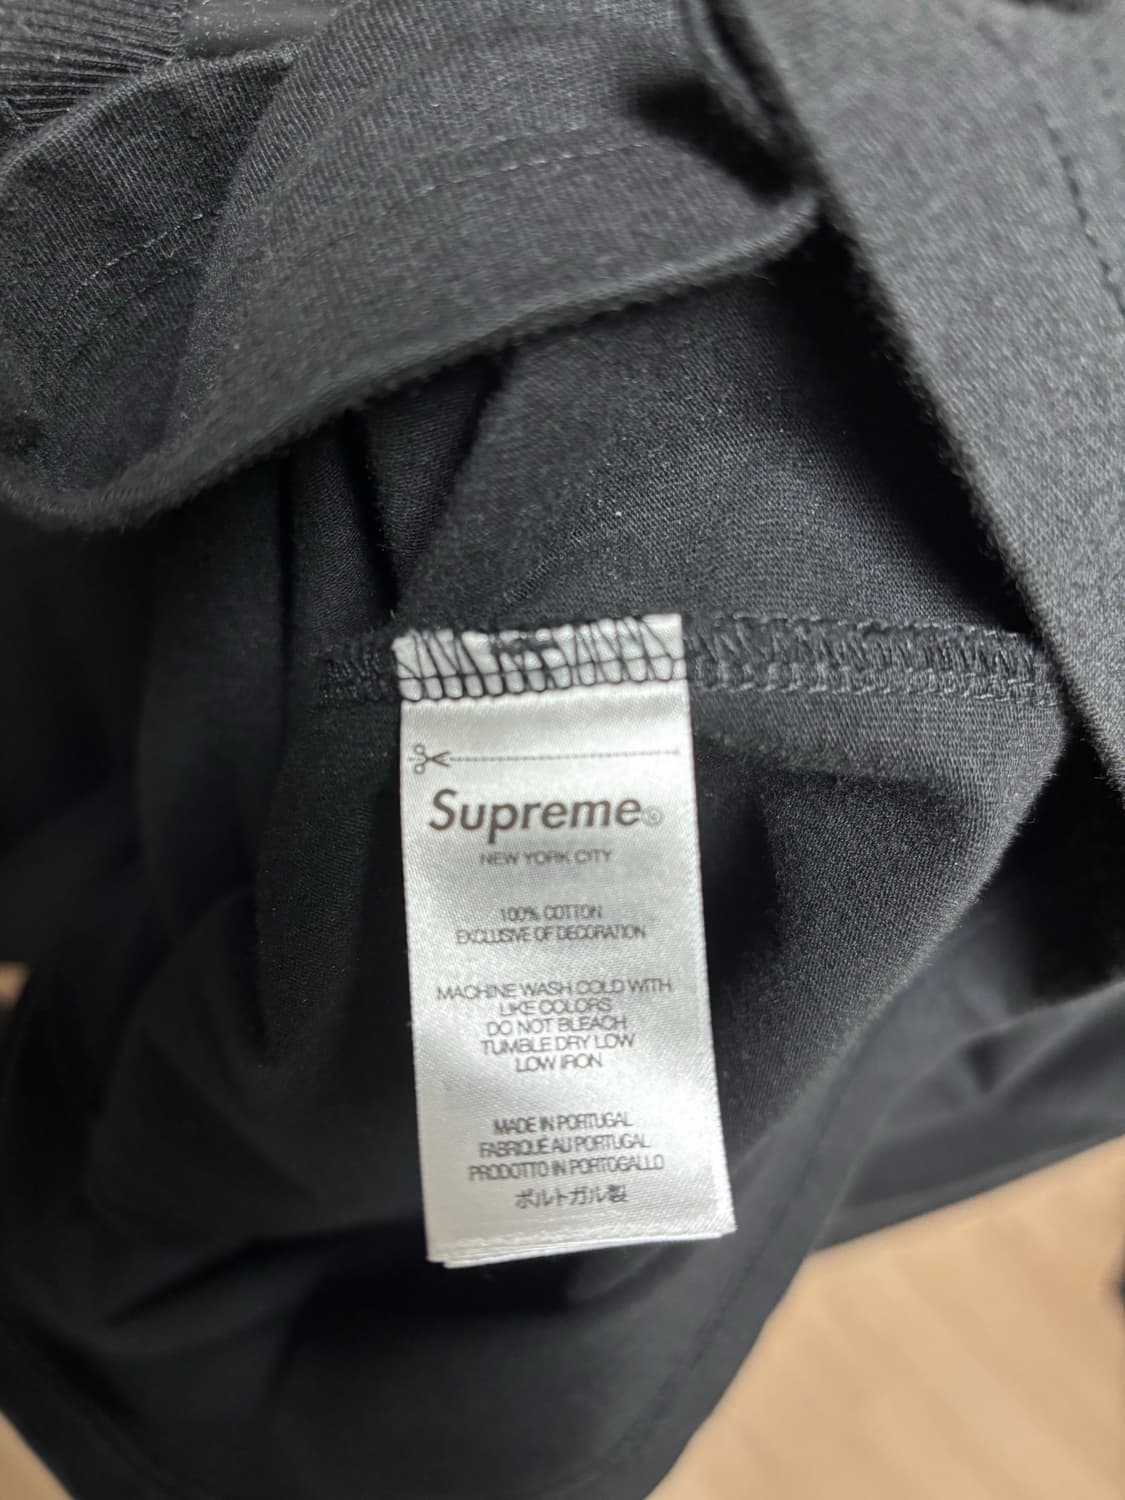 Supreme®
NEW YORK CITY
100% COTTON
EXCLUSIVE OF DECORATION
MACHINE WASH COLD WITH
LIKE COLORS
DO NOT BLEACH
TUMBLE DRY LOW
LOW IRON
MADE IN PORTUGAL
FABRIQUÉ AU PORTUGAL
PRODOTTO IN PORTOGALLO
ポルトガル製